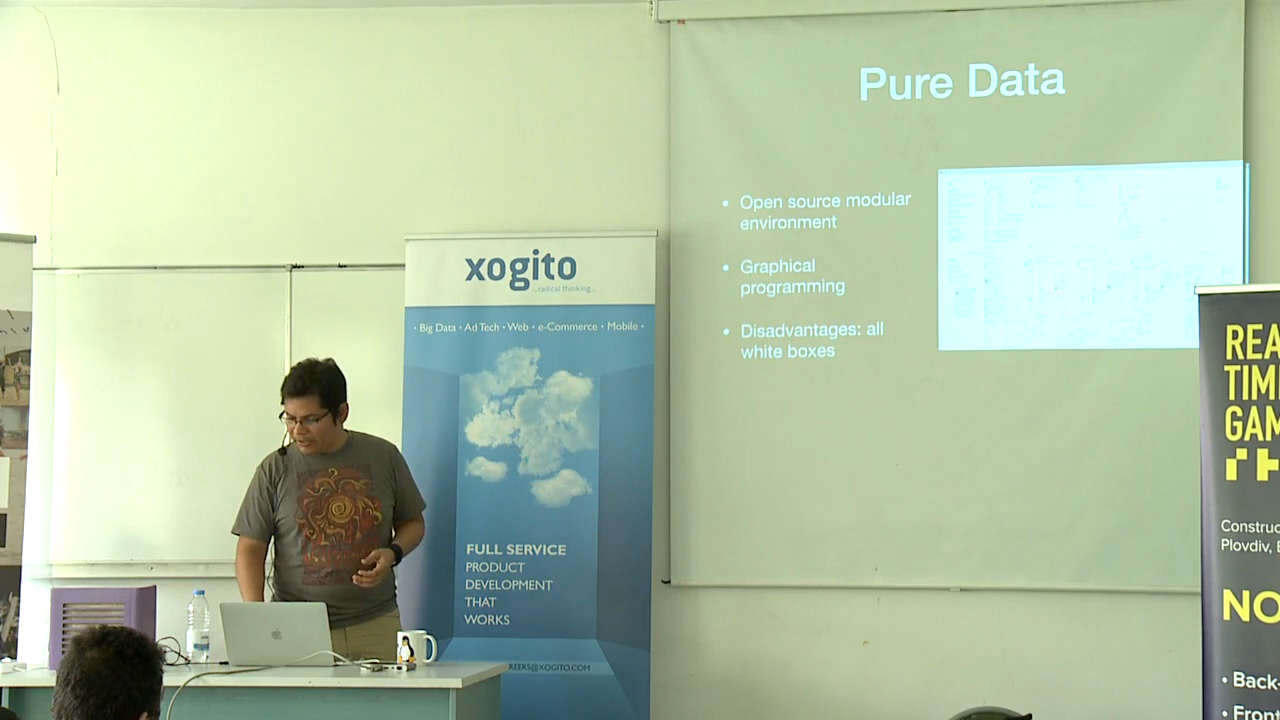 Pure Data
• Open source modular
environment
• Graphical
programming
• Disadvantages: all
white boxes
xogito
...radical thinking...
• Big Data • Ad Tech • Web • e-Commerce • Mobile •
FULL SERVICE
PRODUCT
DEVELOPMENT
THAT
WORKS
REERS@XOGITO.COM
REA
TIM
GAM
Construc
Plovdiv, B
NO
• Back-
• Front